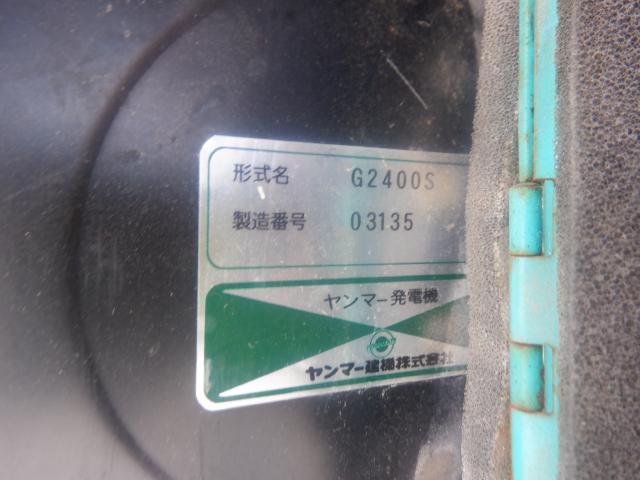 形式名 G2400S
製造番号 03135
ヤンマー発電機
ヤンマー建機株式会社